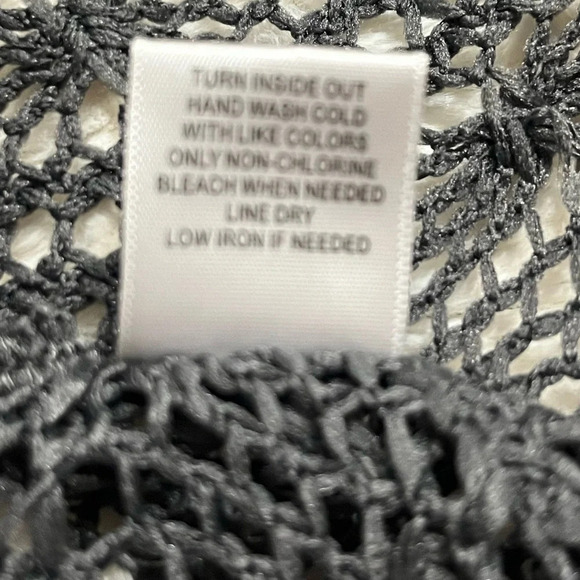 TURN INSIDE OUT
HAND WASH COLD
WITH LIKE COLORS
ONLY NON-CHLORINE
BLEACH WHEN NEEDED
LINE DRY
LOW IRON IF NEEDED